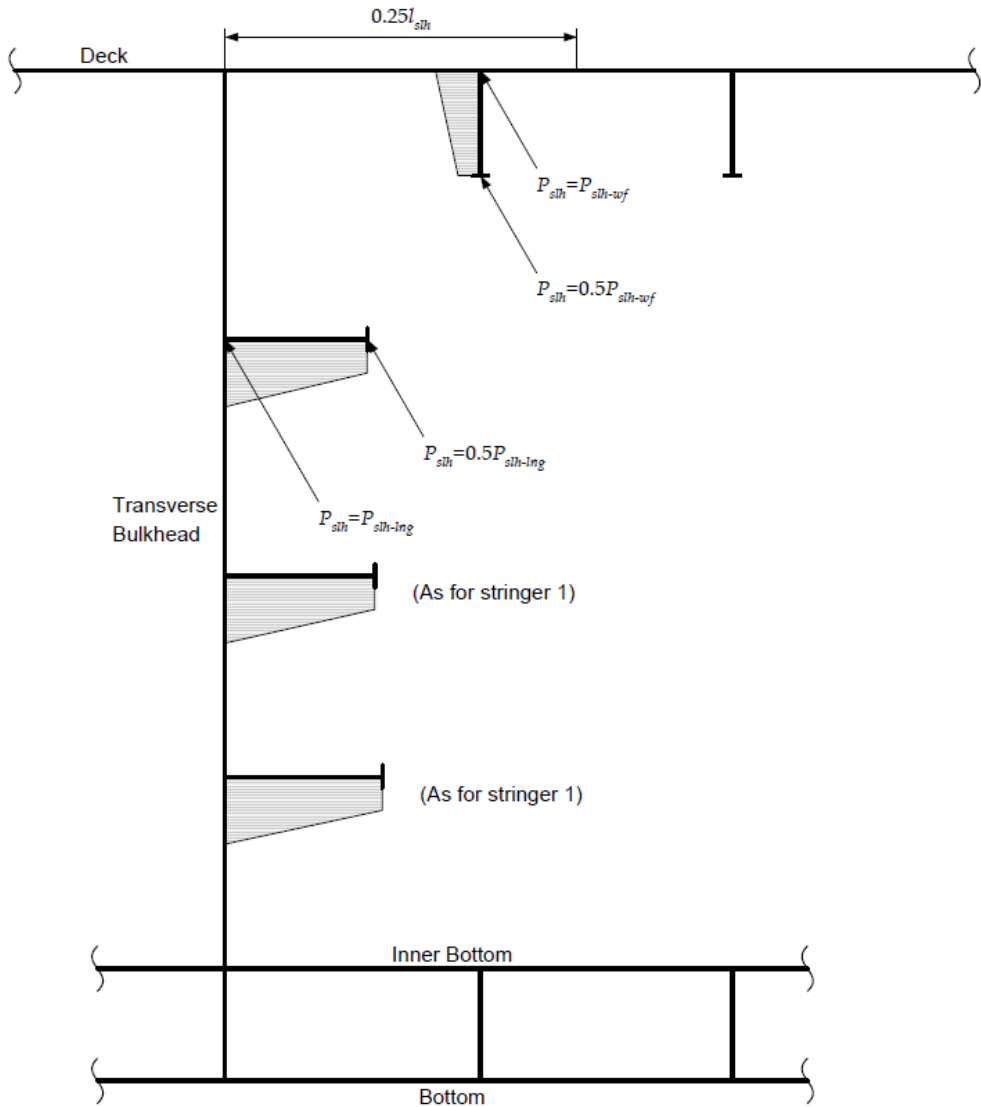 0.25l_slh
Deck
P_slh=P_slh-wf
P_slh=0.5P_slh-wf
P_slh=0.5P_slh-lng
Transverse
Bulkhead
P_slh=P_slh-lng
(As for stringer 1)
(As for stringer 1)
Inner Bottom
Bottom